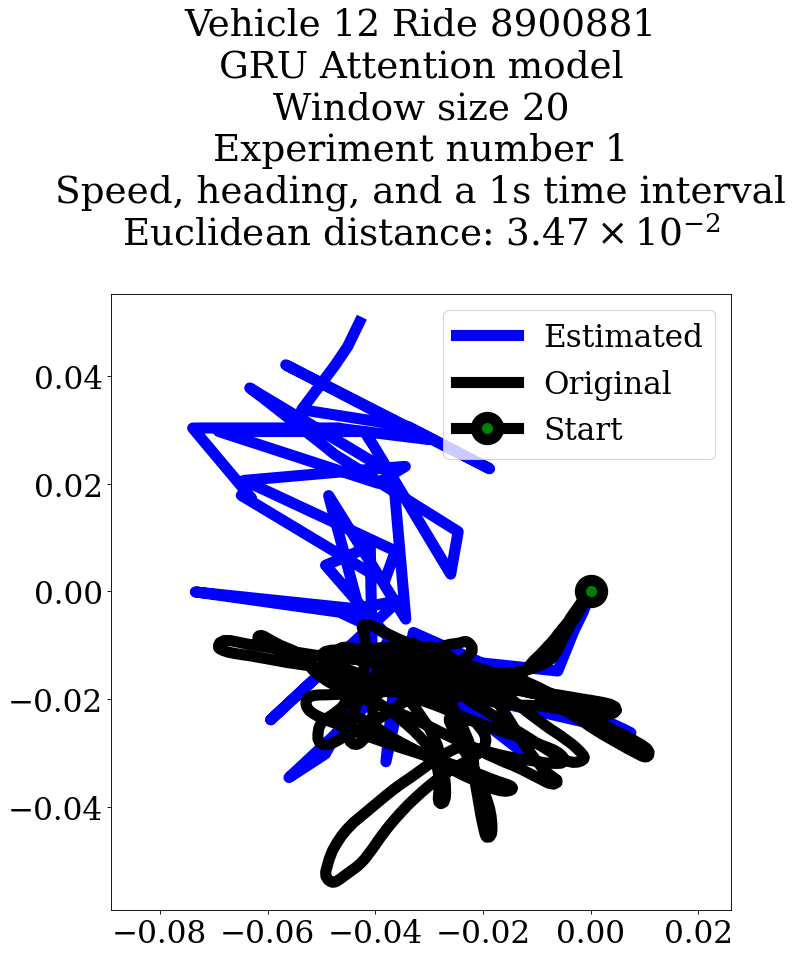 Vehicle 12 Ride 8900881
GRU Attention model
Window size 20
Experiment number 1
Speed, heading, and a 1s time interval
Euclidean distance: 3.47 × 10⁻²
Estimated
Original
Start
0.04
0.02
0.00
−0.02
−0.04
−0.08 −0.06 −0.04 −0.02 0.00 0.02